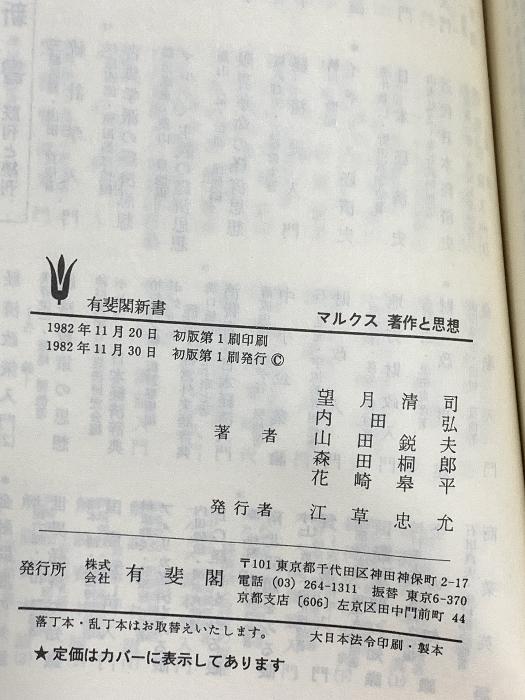 有斐閣新書
マルクス 著作と思想
1982年11月20日 初版第1刷印刷
1982年11月30日 初版第1刷発行 ©
著者
望月清司
内田弘
山田鋭夫
森田桐郎
花崎皋平
発行者 江草忠允
発行所 株式会社 有斐閣
〒101 東京都千代田区神田神保町2-17
電話 (03) 264-1311 振替 東京6-370
京都支店〔606〕左京区田中門前町 44
落丁本・乱丁本はお取替えいたします。 大日本法令印刷・製本
★定価はカバーに表示してあります